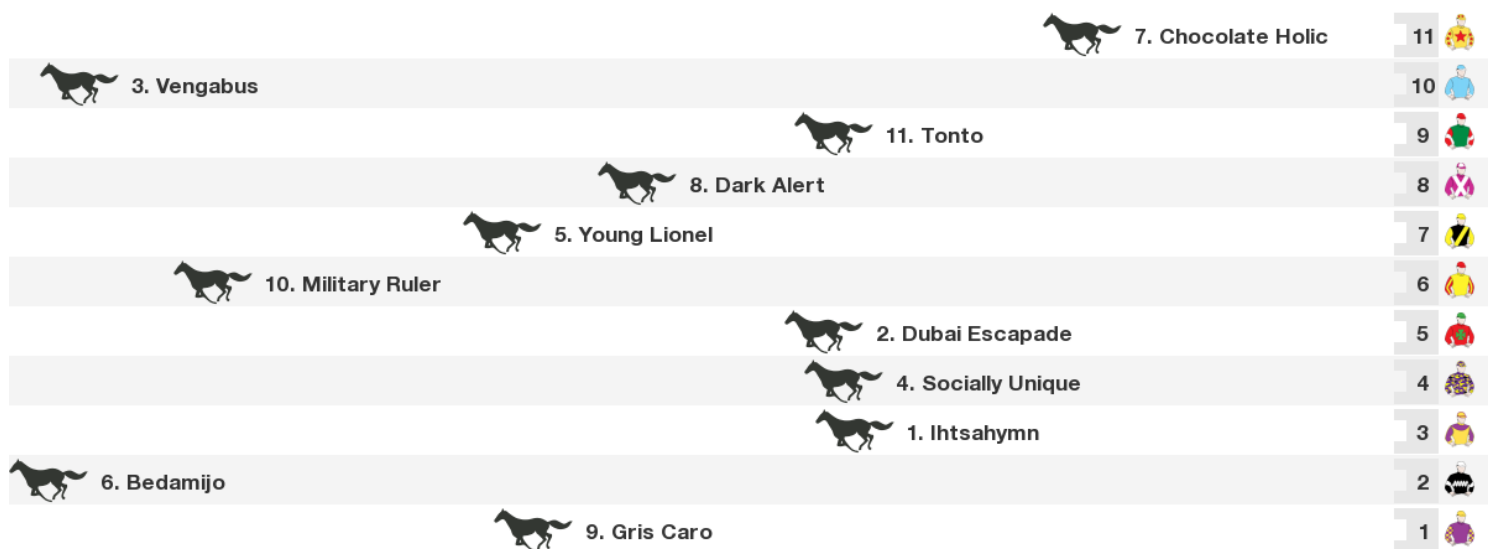 7. Chocolate Holic 11
3. Vengabus 10
11. Tonto 9
8. Dark Alert 8
5. Young Lionel 7
10. Military Ruler 6
2. Dubai Escapade 5
4. Socially Unique 4
1. Ihtsahymn 3
6. Bedamijo 2
9. Gris Caro 1